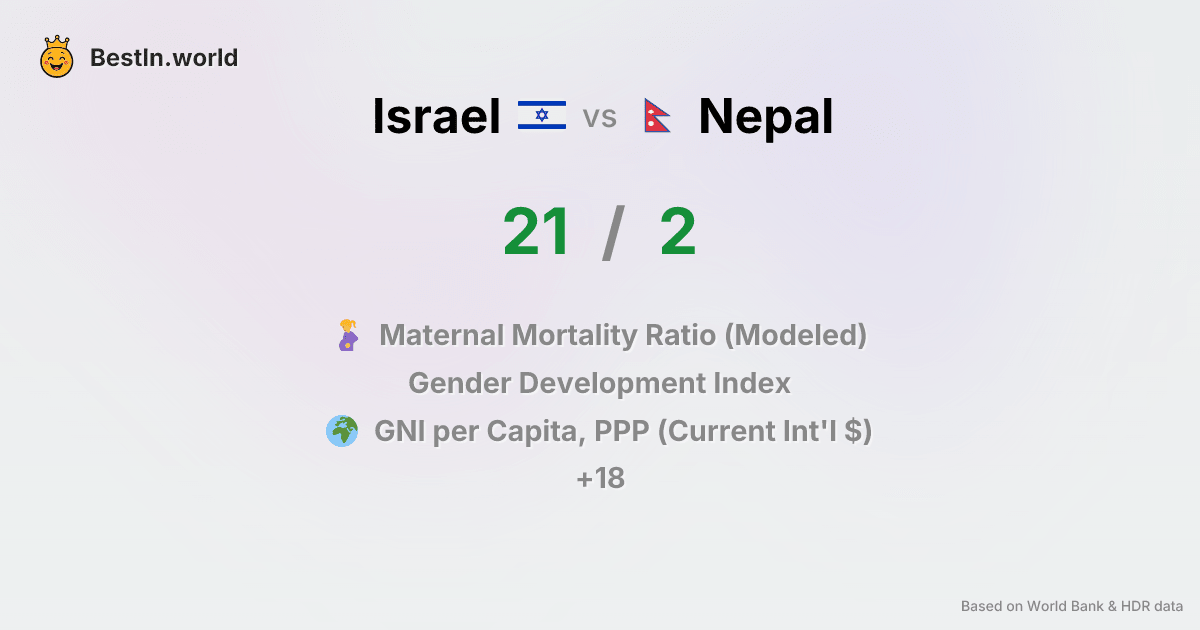 BestIn.world
Israel vs Nepal
21 / 2
Maternal Mortality Ratio (Modeled)
Gender Development Index
GNI per Capita, PPP (Current Int'l $)
+18
Based on World Bank & HDR data